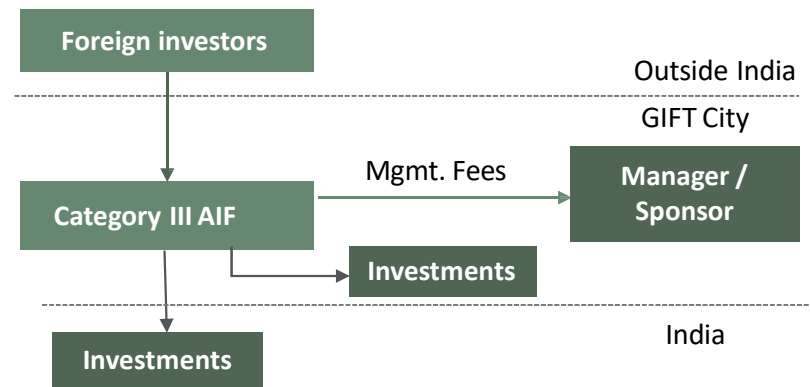 Foreign investors
Outside India
GIFT City
Mgmt. Fees
Manager /
Sponsor
Category III AIF
Investments
India
Investments